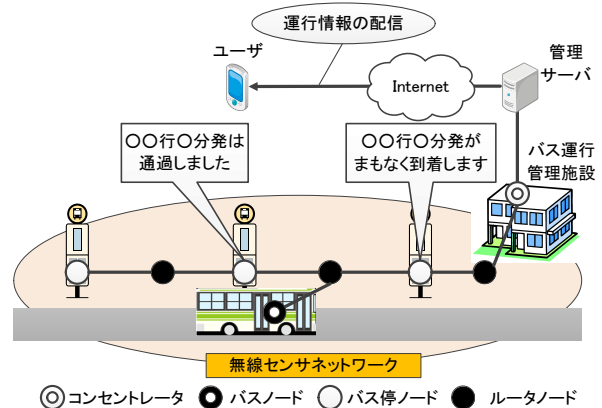 運行情報の配信
ユーザ
Internet
管理
サーバ
〇〇行〇分発は
通過しました
〇〇行〇分発が
まもなく到着します
バス運行
管理施設
無線センサネットワーク
コンセントレータ
バスノード
バス停ノード
ルータノード